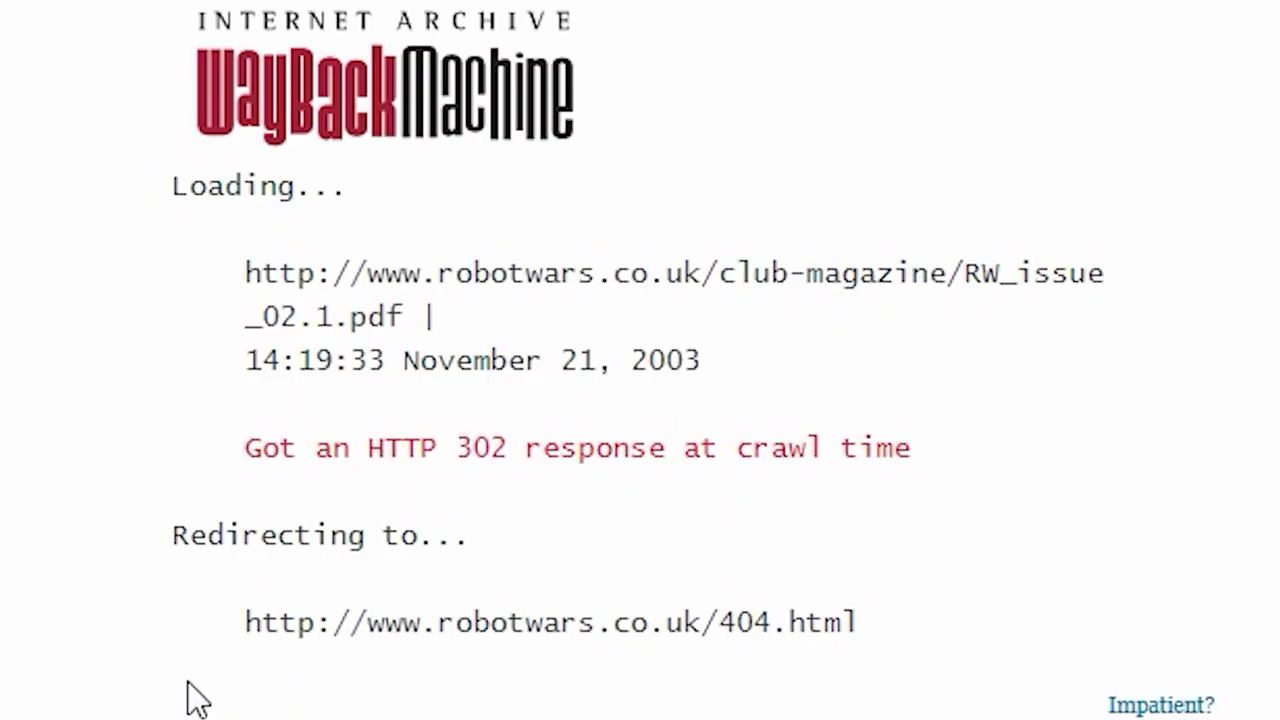 INTERNET ARCHIVE
WayBackMachine
Loading...
http://www.robotwars.co.uk/club-magazine/RW_issue
_02.1.pdf |
14:19:33 November 21, 2003
Got an HTTP 302 response at crawl time
Redirecting to...
http://www.robotwars.co.uk/404.html
Impatient?